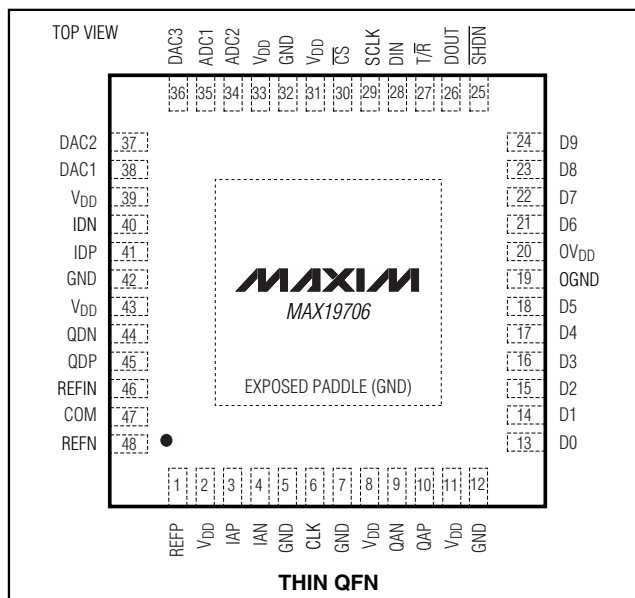 TOP VIEW
DAC3 ADC1 ADC2 VDD GND VDD C̅S̅ SCLK DIN T̅/R DOUT S̅H̅D̅N̅
36 35 34 33 32 31 30 29 28 27 26 25
DAC2 37
DAC1 38
VDD 39
IDN 40
IDP 41
GND 42
VDD 43
QDN 44
QDP 45
REFIN 46
COM 47
REFN 48
MAXIM
MAX19706
EXPOSED PADDLE (GND)
24 D9
23 D8
22 D7
21 D6
20 OVDD
19 OGND
18 D5
17 D4
16 D3
15 D2
14 D1
13 D0
1 2 3 4 5 6 7 8 9 10 11 12
REFP VDD IAP IAN GND CLK GND VDD QAN QAP VDD GND
THIN QFN